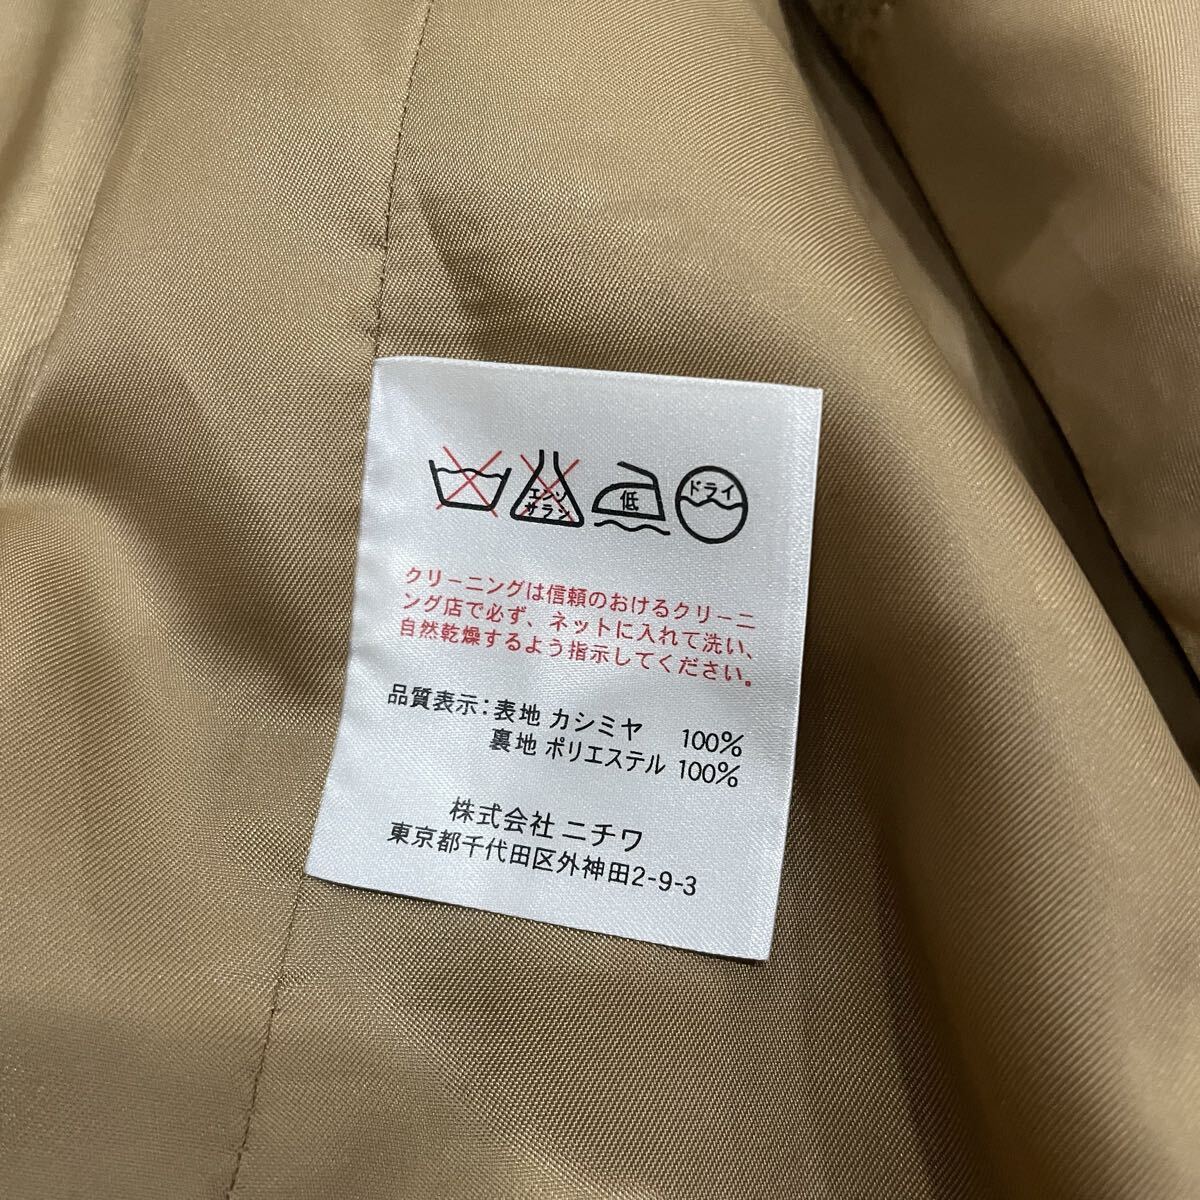 エンソ
サラシ
低
ドライ
クリーニングは信頼のおけるクリーニ
ング店で必ず、ネットに入れて洗い、
自然乾燥するよう指示してください。
品質表示:表地 カシミヤ 100%
裏地 ポリエステル 100%
株式会社 ニチワ
東京都千代田区外神田2-9-3